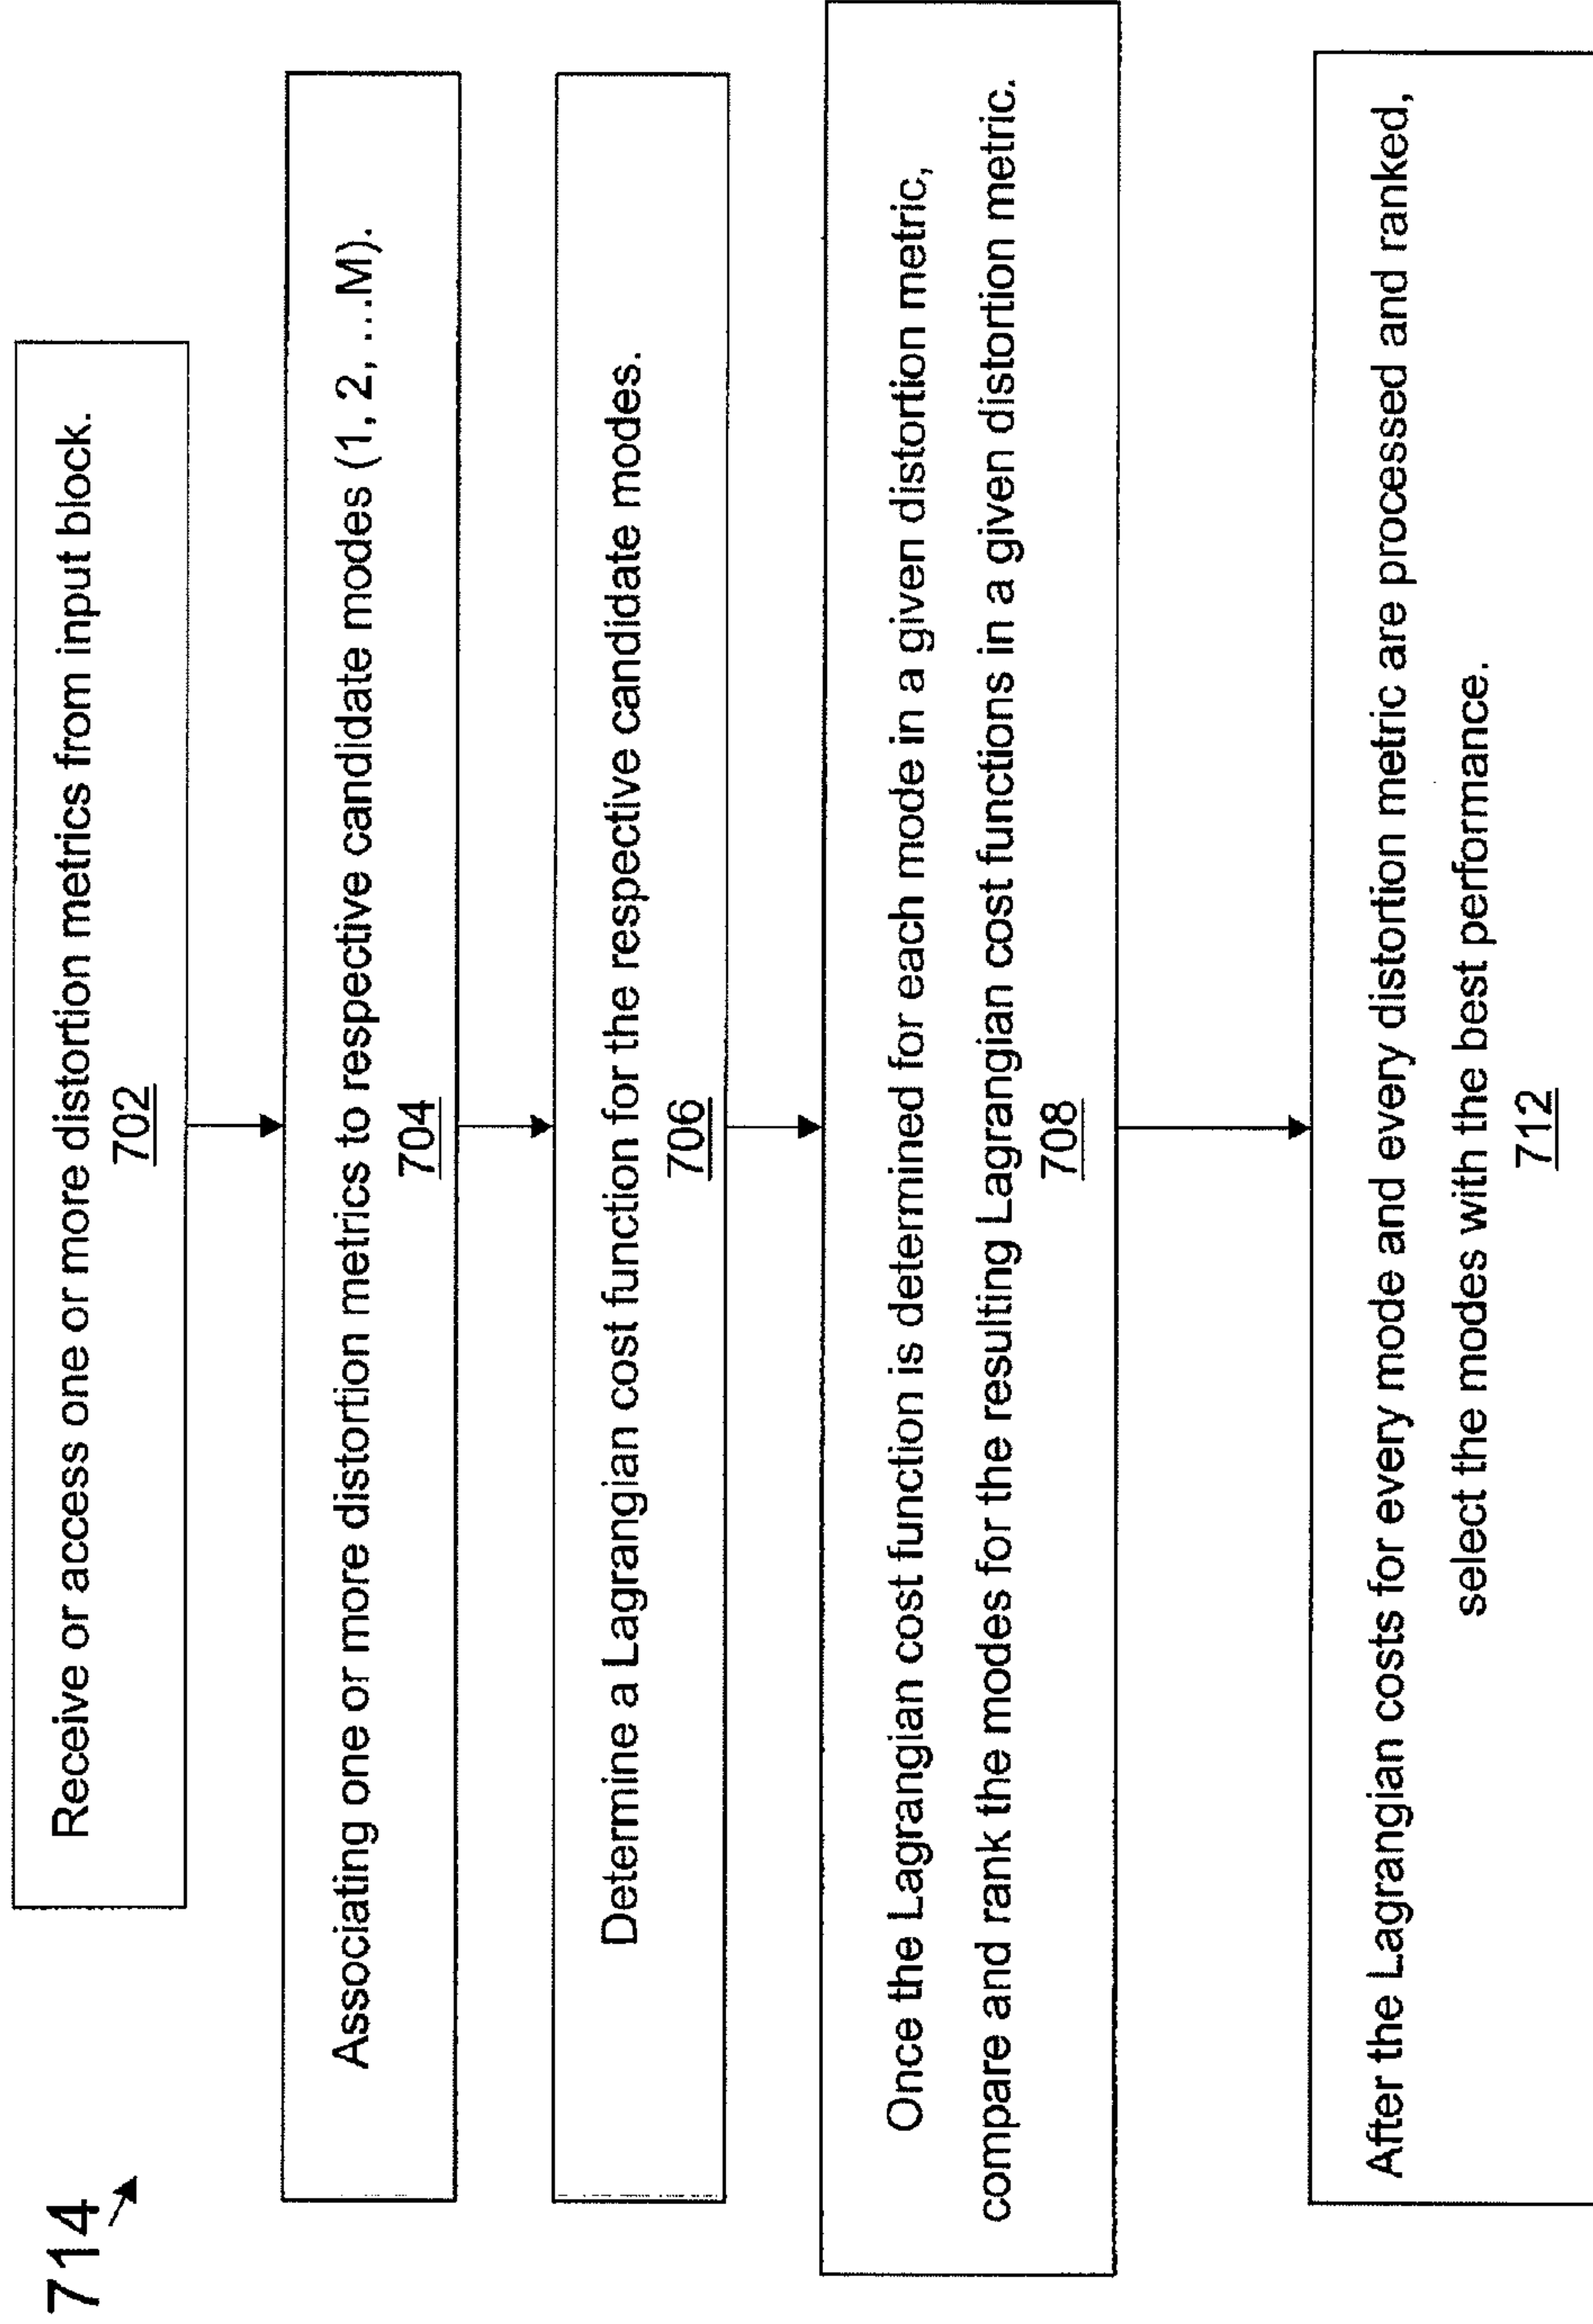 714
Receive or access one or more distortion metrics from input block.
702
Associating one or more distortion metrics to respective candidate modes (1, 2, ...M).
704
Determine a Lagrangian cost function for the respective candidate modes.
706
Once the Lagrangian cost function is determined for each mode in a given distortion metric,
compare and rank the modes for the resulting Lagrangian cost functions in a given distortion metric.
708
After the Lagrangian costs for every mode and every distortion metric are processed and ranked,
select the modes with the best performance.
712